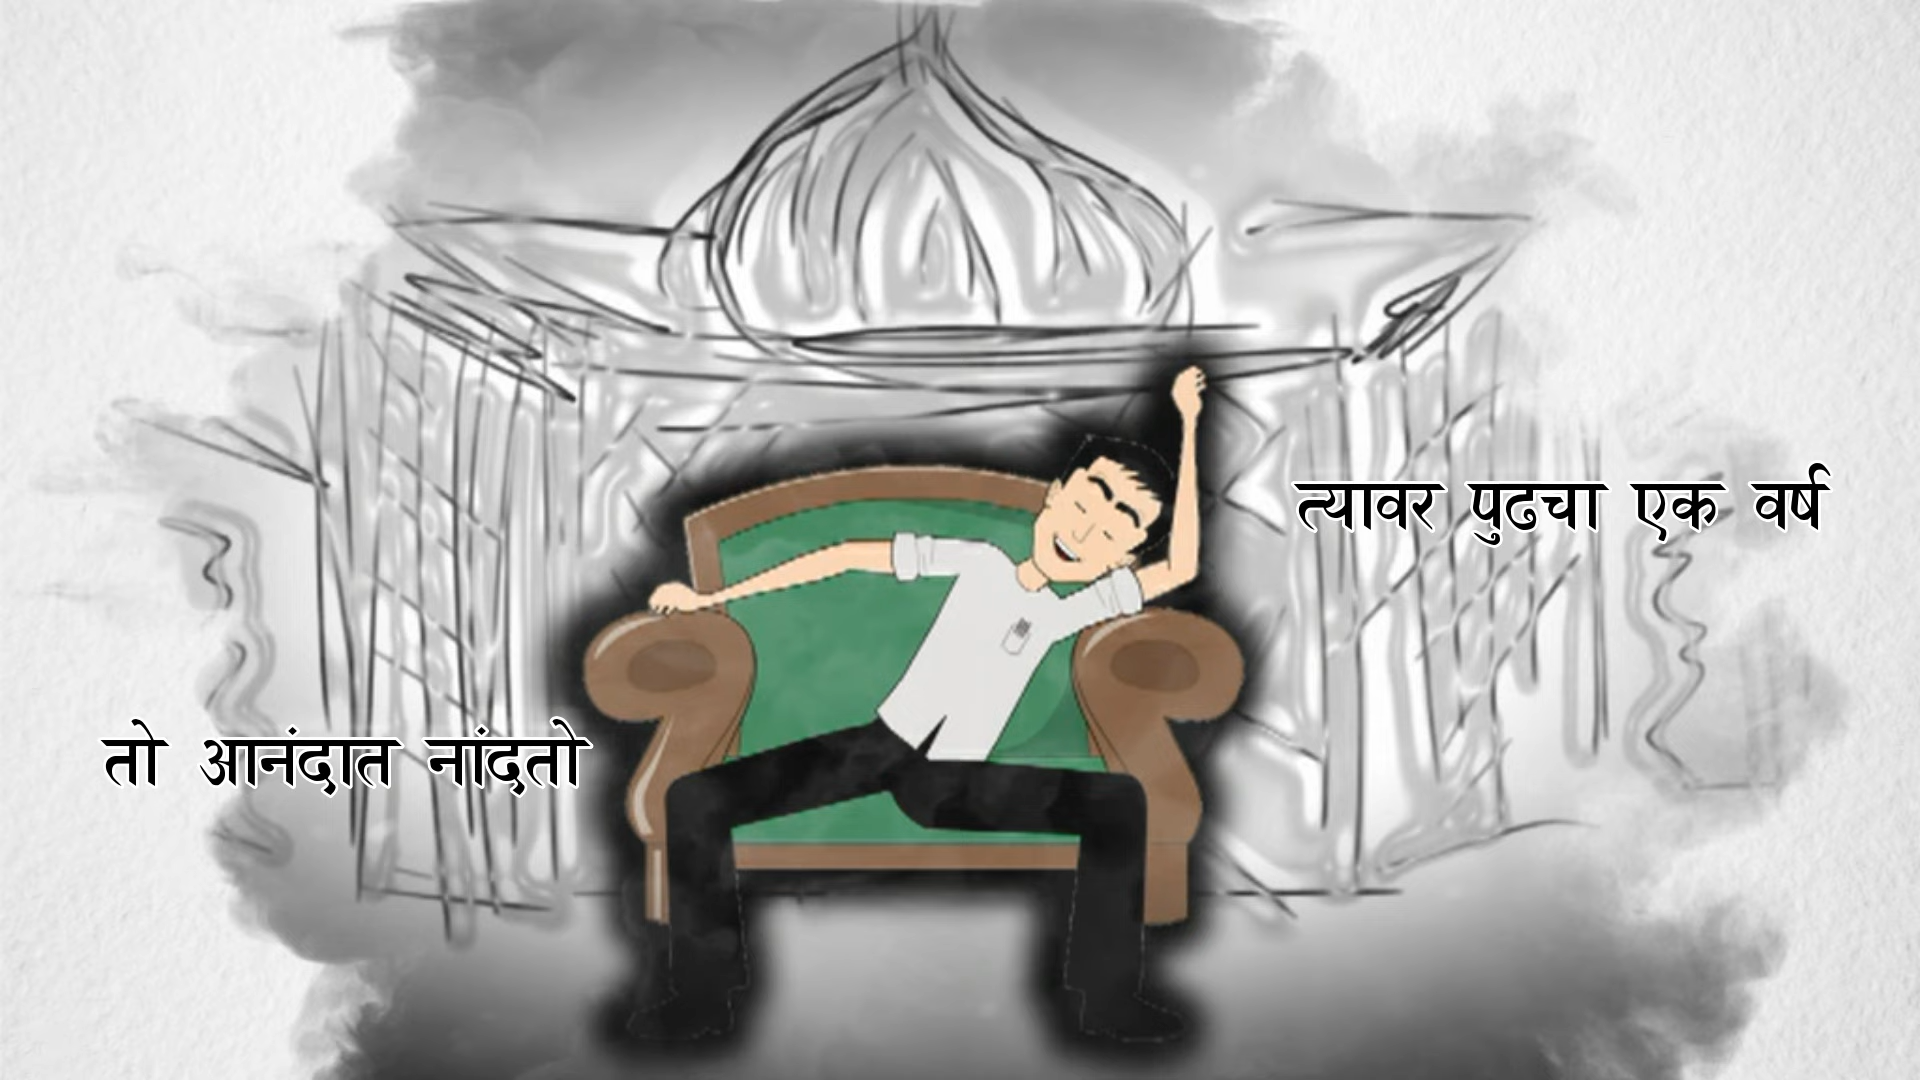 त्यावर पुढचा एक वर्ष
तो आनंदात नांदतो